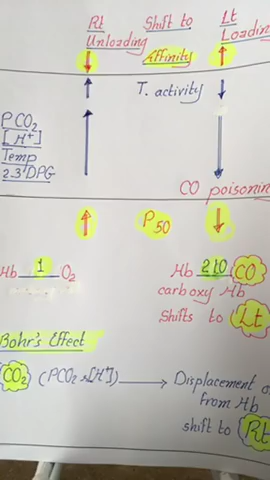 Rt Shift to Lt
Unloading Affinity Loading
↓ ↑
↑ T. activity ↓
PCO₂
[H⁺]
Temp
2.3 DPG
CO poisoning
↑ P50 ↓
Hb 1 O₂ Hb 210 CO
carboxy Hb
Shifts to Lt
Bohr's Effect
CO₂ (PCO₂ [H⁺]) → Displacement
from Hb
shift to Rt